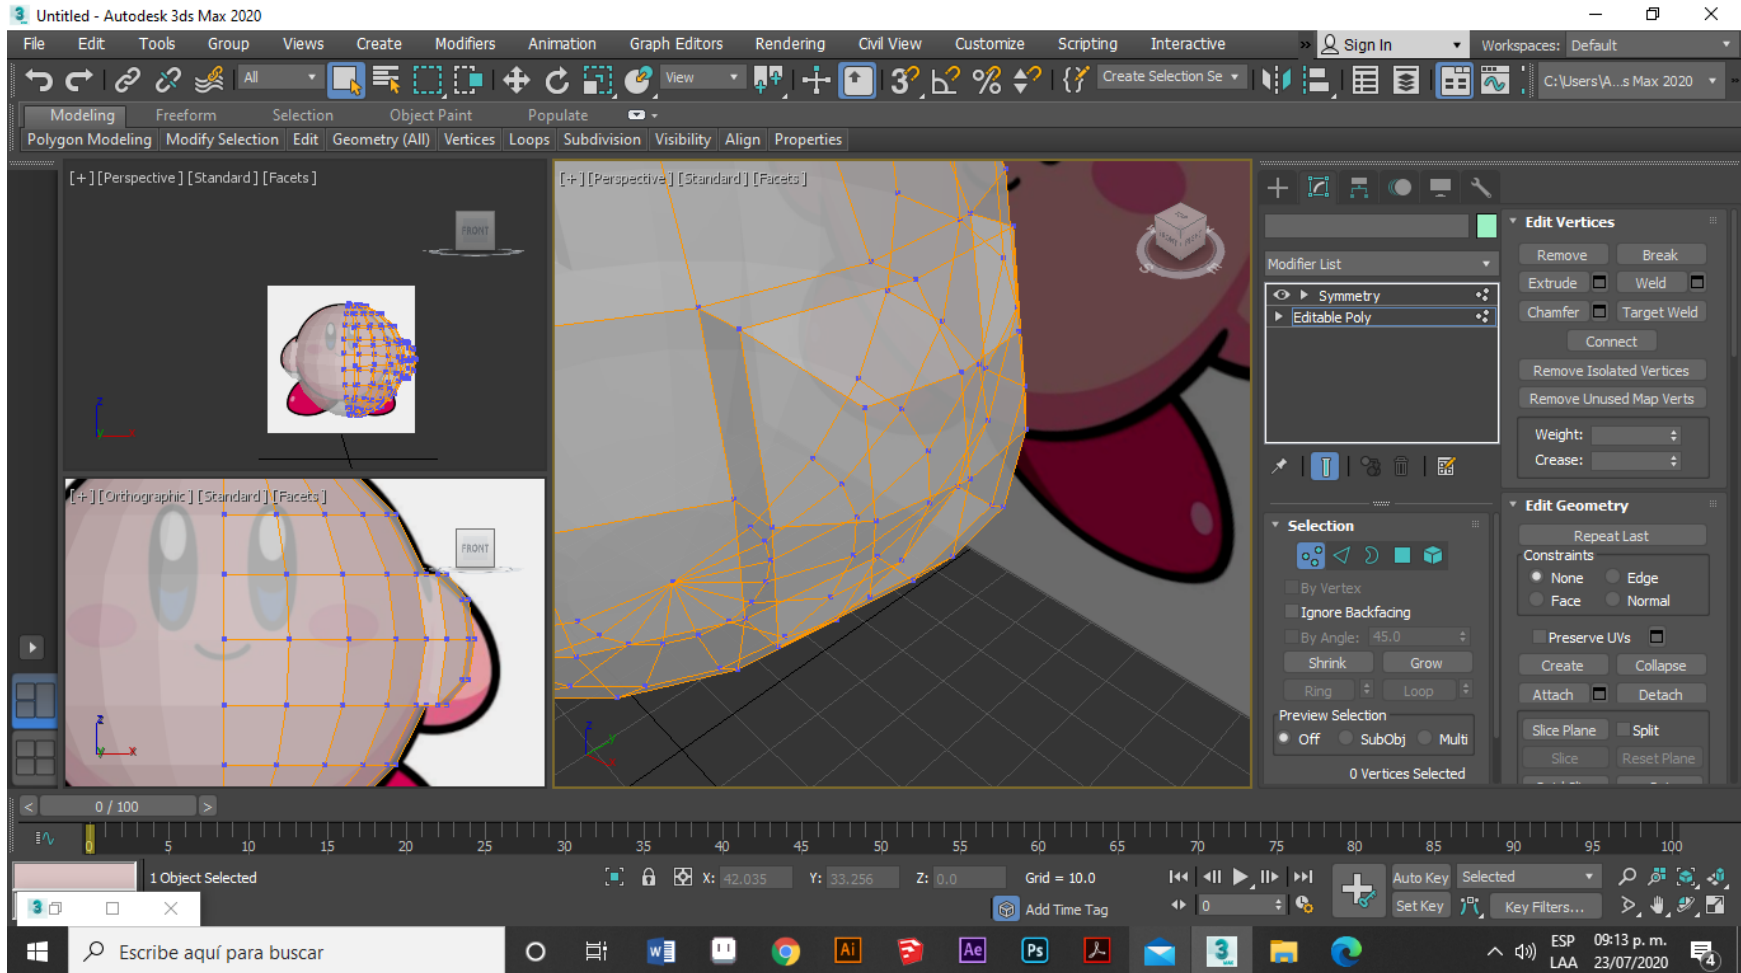 Untitled - Autodesk 3ds Max 2020
File Edit Tools Group Views Create Modifiers Animation Graph Editors Rendering Civil View Customize Scripting Interactive Sign In Workspaces: Default
All View Create Selection Se C:\Users\A...s Max 2020
Modeling Freeform Selection Object Paint Populate
Polygon Modeling Modify Selection Edit Geometry (All) Vertices Loops Subdivision Visibility Align Properties
[+] [Perspective] [Standard] [Facets]
FRONT
z
y x
[+] [Orthographic] [Standard] [Facets]
FRONT
z
y x
[+] [Perspective] [Standard] [Facets]
TOP
FRONT
S E
z
y
x
Modifier List
Symmetry
Editable Poly
Selection
By Vertex
Ignore Backfacing
By Angle: 45.0
Shrink Grow
Ring Loop
Preview Selection
Off SubObj Multi
0 Vertices Selected
Edit Vertices
Remove Break
Extrude Weld
Chamfer Target Weld
Connect
Remove Isolated Vertices
Remove Unused Map Verts
Weight:
Crease:
Edit Geometry
Repeat Last
Constraints
None Edge
Face Normal
Preserve UVs
Create Collapse
Attach Detach
Slice Plane Split
Slice Reset Plane
< 0 / 100 >
0 5 10 15 20 25 30 35 40 45 50 55 60 65 70 75 80 85 90 95 100
1 Object Selected X: 42.035 Y: 33.256 Z: 0.0 Grid = 10.0 Auto Key Selected
Add Time Tag 0 Set Key Key Filters...
Escribe aquí para buscar
Ai Ae Ps
ESP 09:13 p. m.
LAA 23/07/2020 4